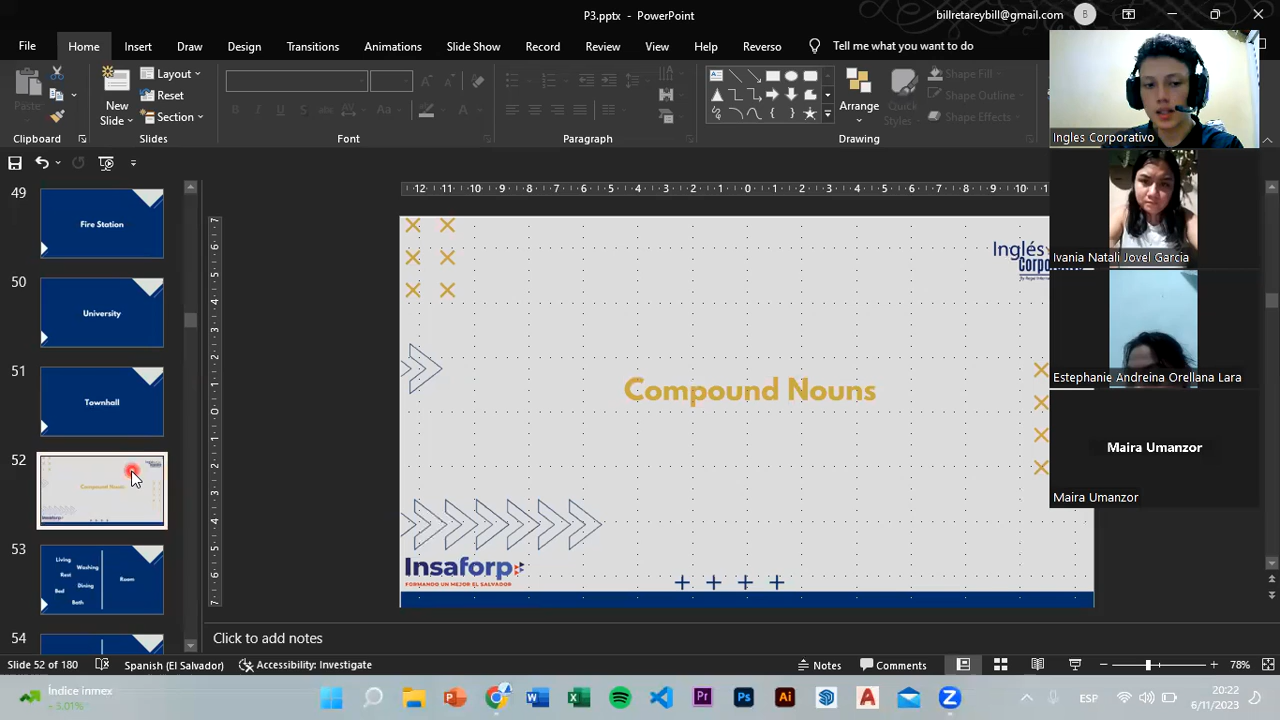 P3.pptx - PowerPoint
billretareybill@gmail.com
B
File
Home
Insert
Draw
Design
Transitions
Animations
Slide Show
Record
Review
View
Help
Reverso
Tell me what you want to do
Paste
New
Slide
Layout
Reset
Section
Arrange
Quick
Styles
Shape Fill
Shape Outline
Shape Effects
Clipboard
Slides
Font
Paragraph
Drawing
Ingles Corporativo
Ivania Natali Jovel Garcia
Estephanie Andreina Orellana Lara
Maira Umanzor
Maira Umanzor
49
Fire Station
50
University
51
Townhall
52
Compound Nouns
53
Living
Washing
Rest
Dining
Bed
Bath
Room
54
Inglés
Compound Nouns
Insaforp
FORMANDO UN MEJOR EL SALVADOR
Click to add notes
Slide 52 of 180
Spanish (El Salvador)
Accessibility: Investigate
Notes
Comments
78%
Índice inmex
+3.01%
ESP
20:22
6/11/2023